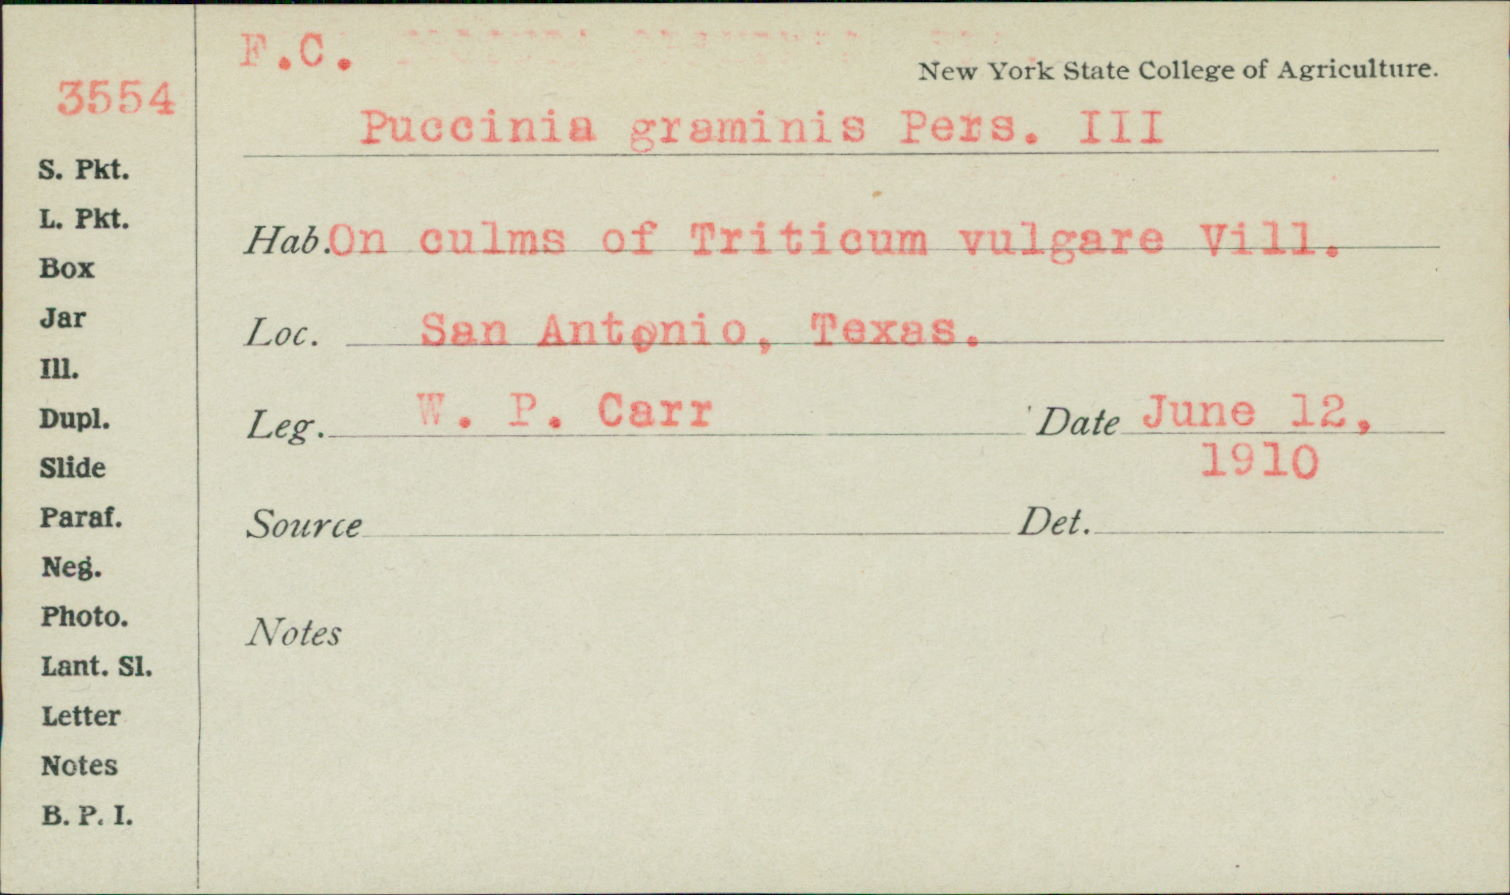 F.C.
New York State College of Agriculture.
3554
Puccinia graminis Pers. III
S. Pkt.
L. Pkt.
Box
Jar
Ill.
Dupl.
Slide
Paraf.
Neg.
Photo.
Lant. Sl.
Letter
Notes
B. P. I.
Hab. On culms of Triticum vulgare Vill.
Loc. San Antonio, Texas.
Leg. W. P. Carr Date June 12,
1910
Source Det.
Notes